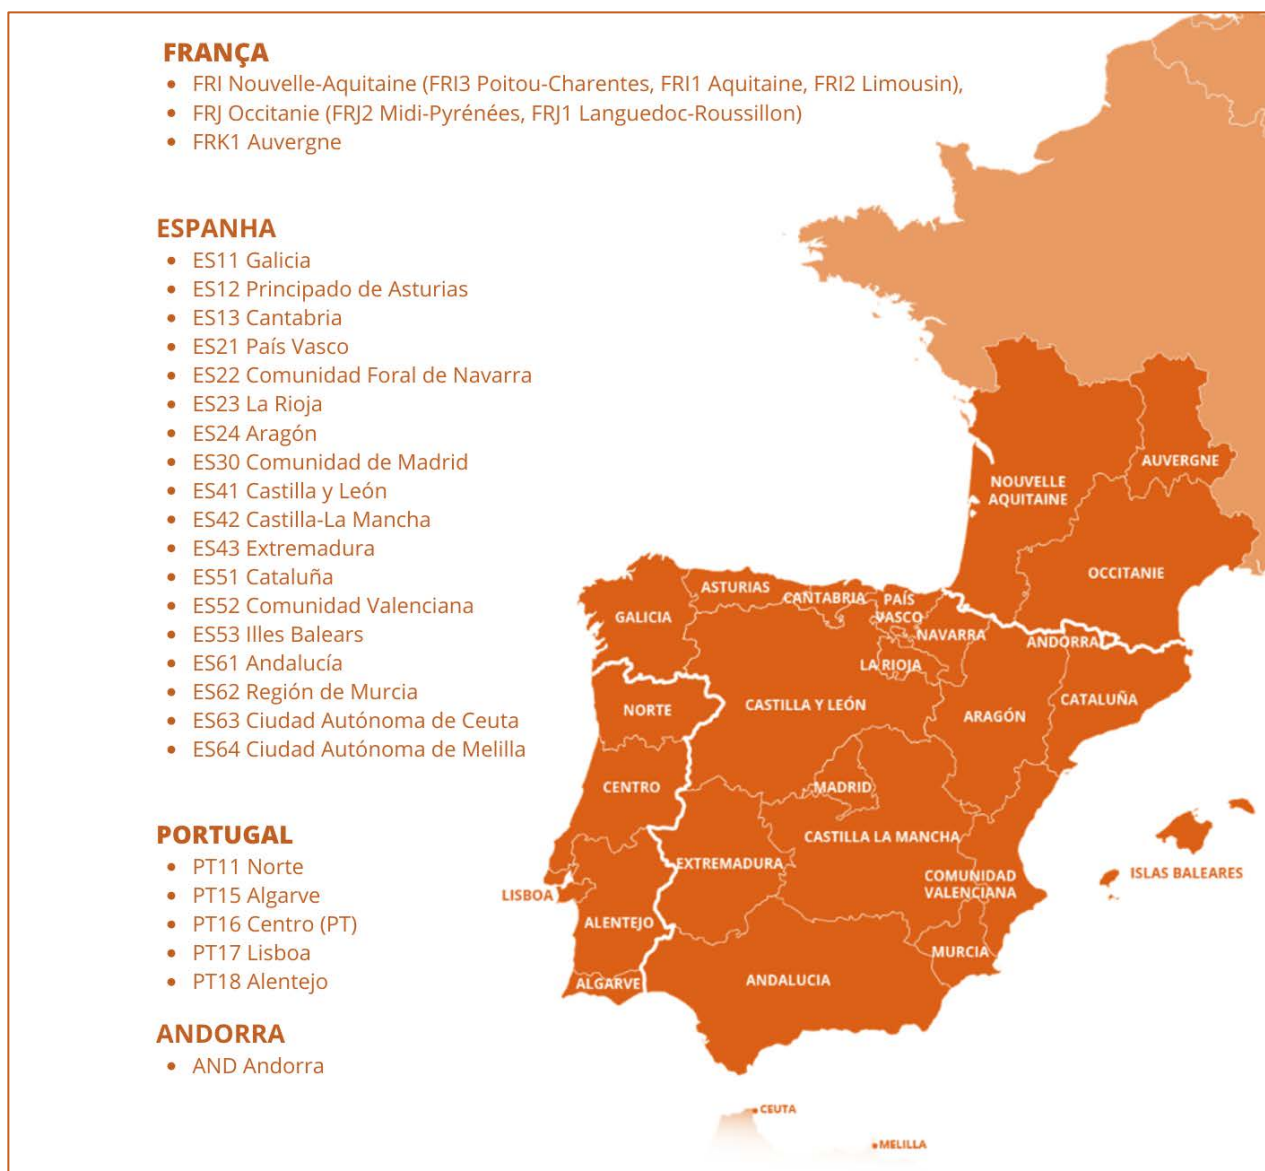 FRANÇA
• FRI Nouvelle-Aquitaine (FRI3 Poitou-Charentes, FRI1 Aquitaine, FRI2 Limousin),
• FRJ Occitanie (FRJ2 Midi-Pyrénées, FRJ1 Languedoc-Roussillon)
• FRK1 Auvergne
ESPANHA
• ES11 Galicia
• ES12 Principado de Asturias
• ES13 Cantabria
• ES21 País Vasco
• ES22 Comunidad Foral de Navarra
• ES23 La Rioja
• ES24 Aragón
• ES30 Comunidad de Madrid
• ES41 Castilla y León
• ES42 Castilla-La Mancha
• ES43 Extremadura
• ES51 Cataluña
• ES52 Comunidad Valenciana
• ES53 Illes Balears
• ES61 Andalucía
• ES62 Región de Murcia
• ES63 Ciudad Autónoma de Ceuta
• ES64 Ciudad Autónoma de Melilla
PORTUGAL
• PT11 Norte
• PT15 Algarve
• PT16 Centro (PT)
• PT17 Lisboa
• PT18 Alentejo
ANDORRA
• AND Andorra
AUVERGNE
NOUVELLE
AQUITAINE
OCCITANIE
ASTURIAS
CANTABRIA
PAÍS
VASCO
GALICIA
NAVARRA
ANDORRA
LA RIOJA
CATALUÑA
CASTILLA Y LEÓN
NORTE
ARAGÓN
CENTRO
MADRID
CASTILLA LA MANCHA
EXTREMADURA
ISLAS BALEARES
COMUNIDAD
VALENCIANA
LISBOA
ALENTEJO
MURCIA
ALGARVE
ANDALUCIA
CEUTA
MELILLA